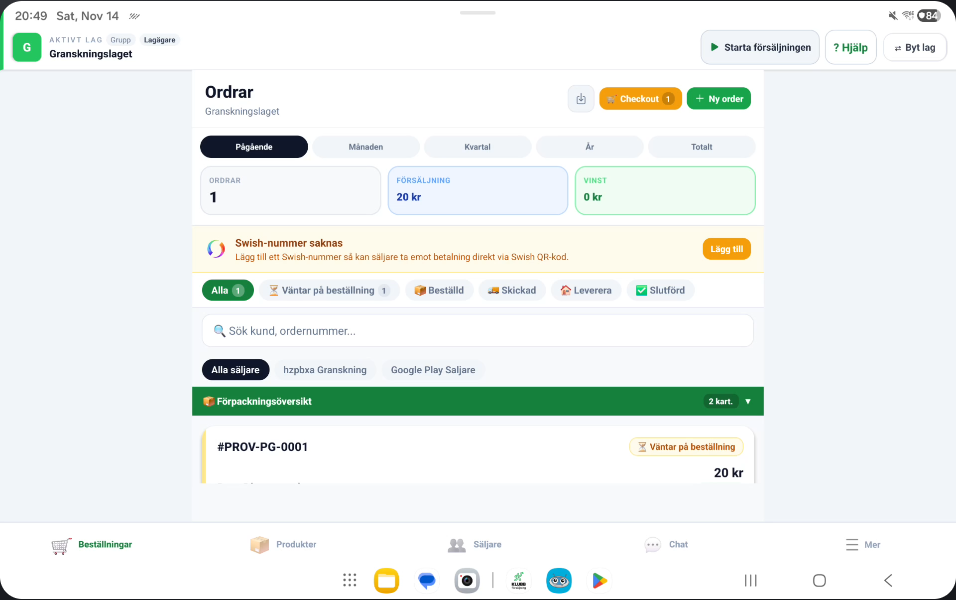 20:49 Sat, Nov 14
84
G
AKTIVT LAG Grupp Lagägare
Granskningslaget
Starta försäljningen
? Hjälp
Byt lag
Ordrar
Granskningslaget
Checkout 1
+ Ny order
Pågående
Månaden
Kvartal
År
Totalt
ORDRAR
1
FÖRSÄLJNING
20 kr
VINST
0 kr
Swish-nummer saknas
Lägg till ett Swish-nummer så kan säljare ta emot betalning direkt via Swish QR-kod.
Lägg till
Alla 1
Väntar på beställning 1
Beställd
Skickad
Leverera
Slutförd
Sök kund, ordernummer...
Alla säljare
hzpbxa Granskning
Google Play Saljare
Förpackningsöversikt
2 kart.
#PROV-PG-0001
Väntar på beställning
20 kr
Beställningar
Produkter
Säljare
Chat
Mer
KLUBB